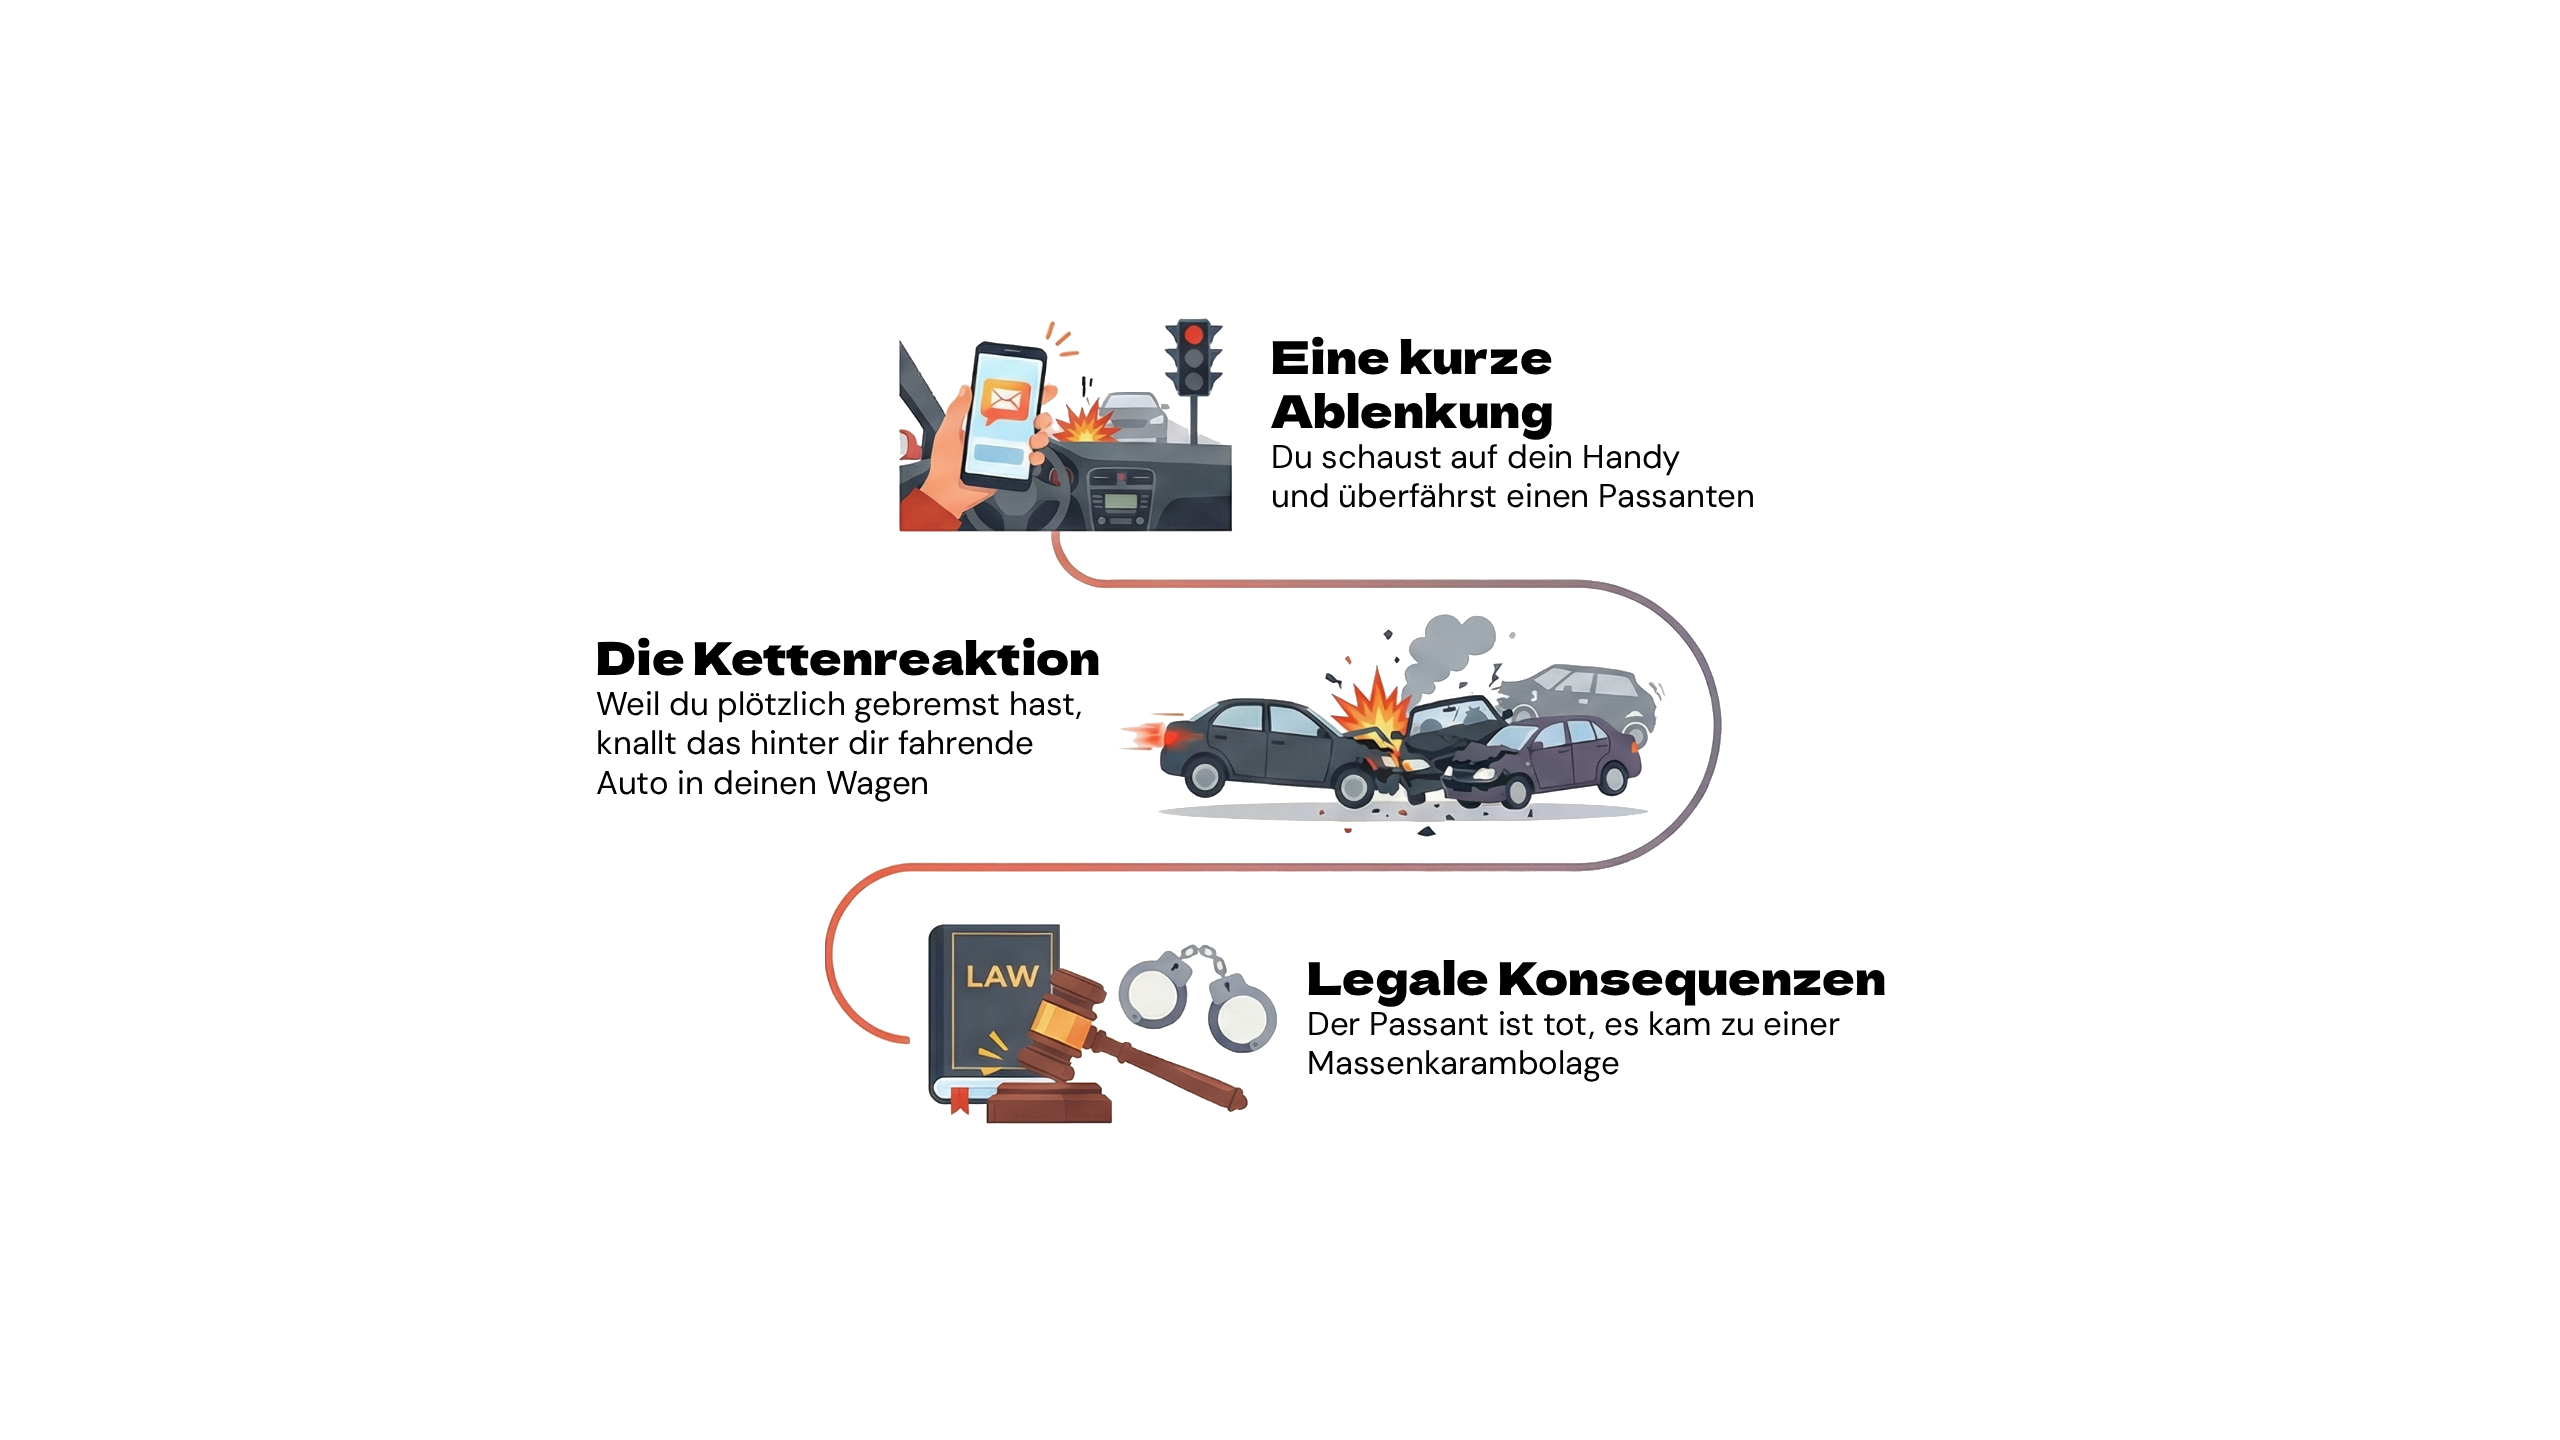 Eine kurze
Ablenkung
Du schaust auf dein Handy
und überfährst einen Passanten
Die Kettenreaktion
Weil du plötzlich gebremst hast,
knallt das hinter dir fahrende
Auto in deinen Wagen
LAW
Legale Konsequenzen
Der Passant ist tot, es kam zu einer
Massenkarambolage